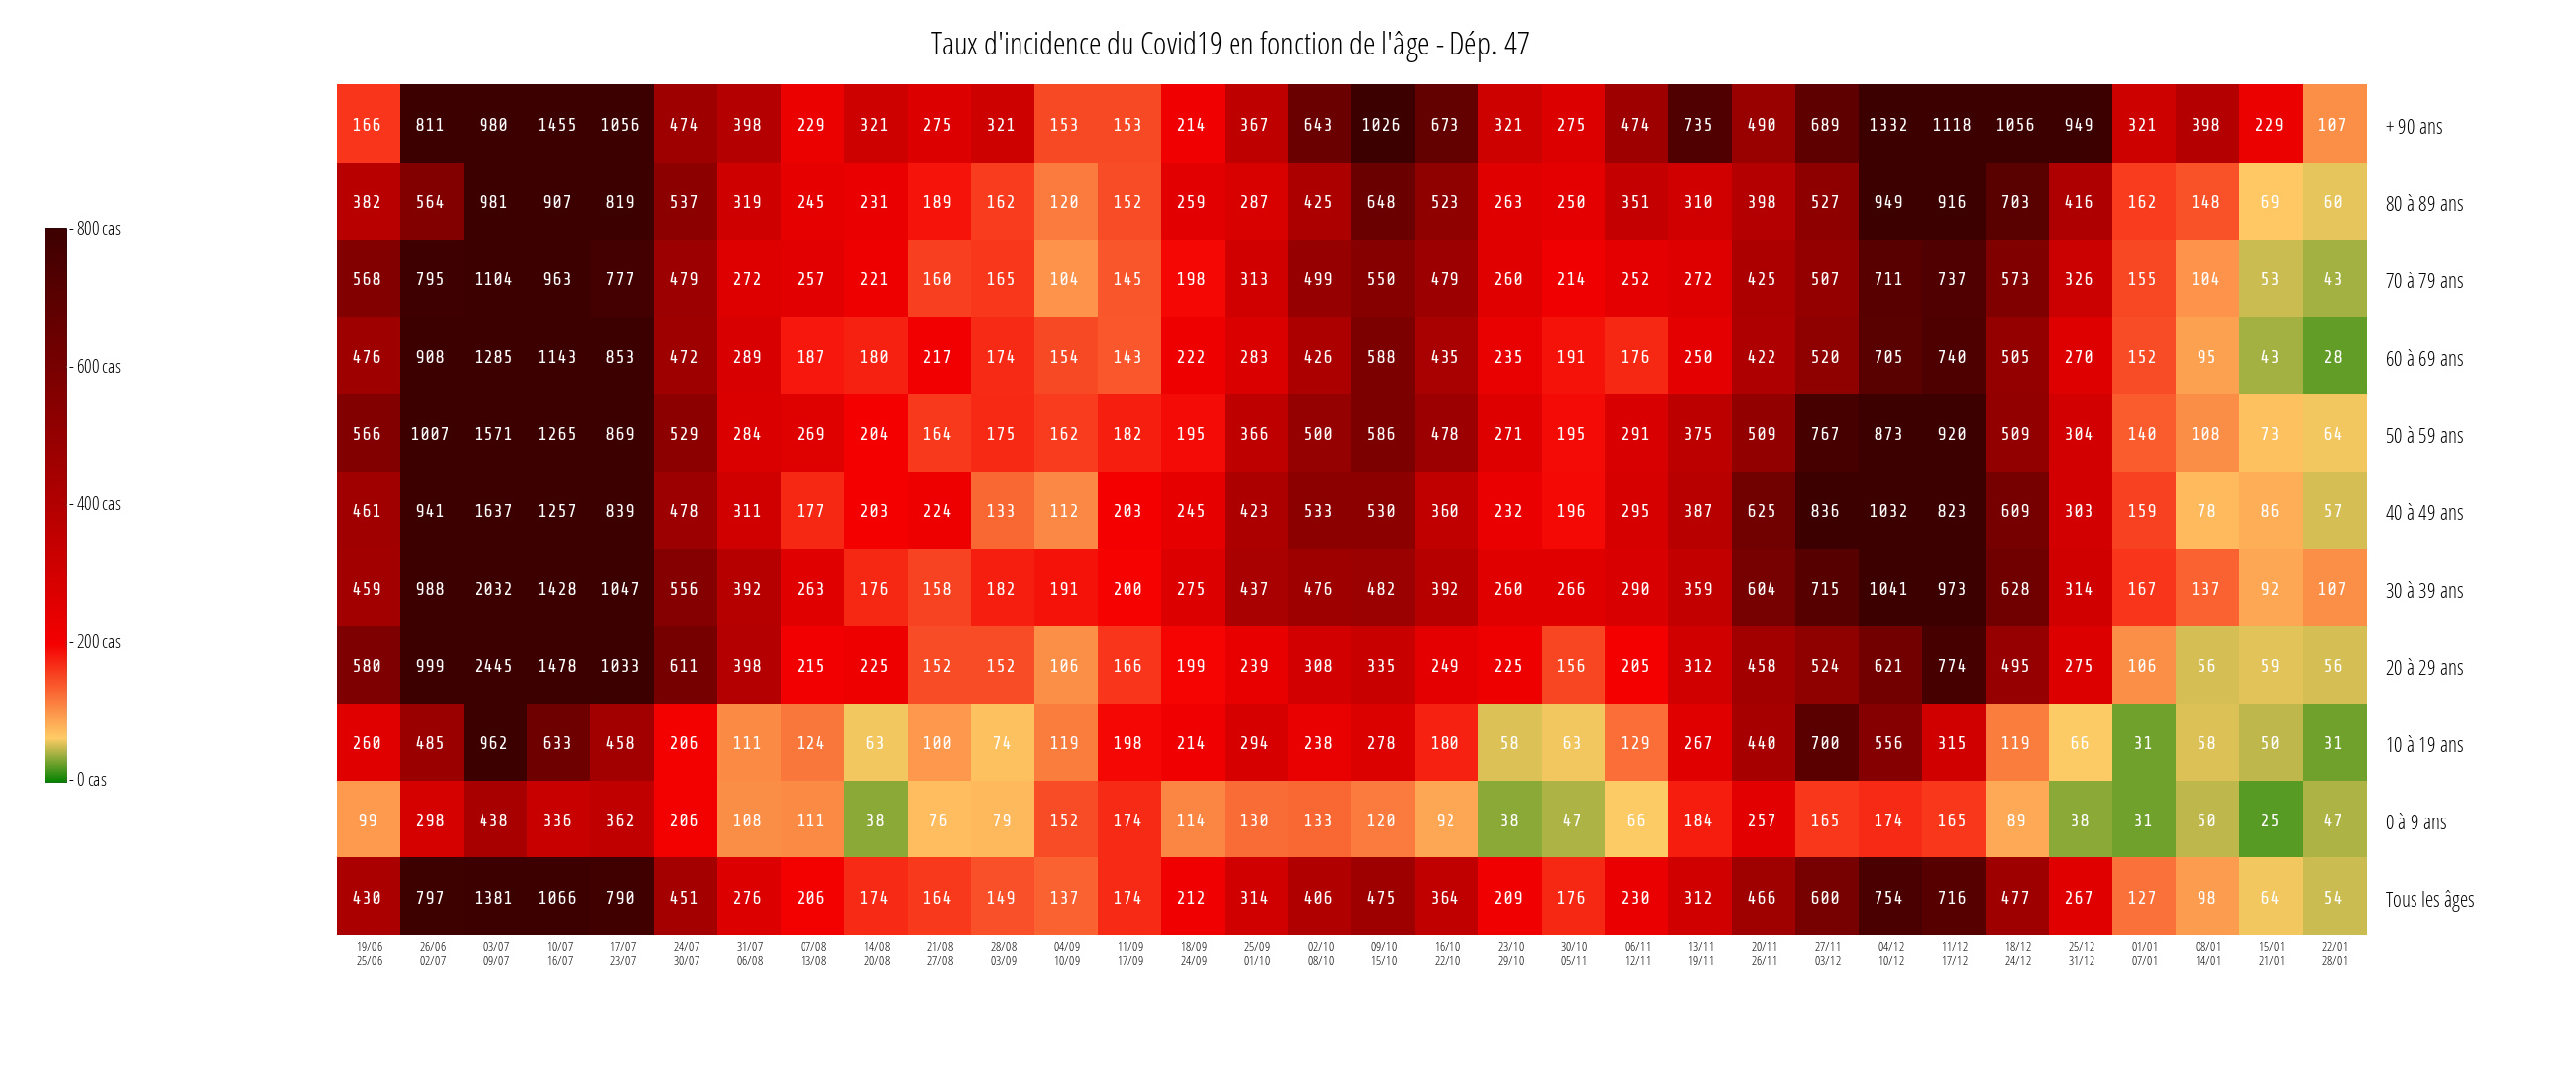 Taux d'incidence du Covid19 en fonction de l'âge - Dép. 47
166 811 980 1455 1056 474 398 229 321 275 321 153 153 214 367 643 1026 673 321 275 474 735 490 689 1332 1118 1056 949 321 398 229 107 + 90 ans
382 564 981 907 819 537 319 245 231 189 162 120 152 259 287 425 648 523 263 250 351 310 398 527 949 916 703 416 162 148 69 60 80 à 89 ans
568 795 1104 963 777 479 272 257 221 160 165 104 145 198 313 499 550 479 260 214 252 272 425 507 711 737 573 326 155 104 53 43 70 à 79 ans
476 908 1285 1143 853 472 289 187 180 217 174 154 143 222 283 426 588 435 235 191 176 250 422 520 705 740 505 270 152 95 43 28 60 à 69 ans
566 1007 1571 1265 869 529 284 269 204 164 175 162 182 195 366 500 586 478 271 195 291 375 509 767 873 920 509 304 140 108 73 64 50 à 59 ans
461 941 1637 1257 839 478 311 177 203 224 133 112 203 245 423 533 530 360 232 196 295 387 625 836 1032 823 609 303 159 78 86 57 40 à 49 ans
459 988 2032 1428 1047 556 392 263 176 158 182 191 200 275 437 476 482 392 260 266 290 359 604 715 1041 973 628 314 167 137 92 107 30 à 39 ans
580 999 2445 1478 1033 611 398 215 225 152 152 106 166 199 239 308 335 249 225 156 205 312 458 524 621 774 495 275 106 56 59 56 20 à 29 ans
260 485 962 633 458 206 111 124 63 100 74 119 198 214 294 238 278 180 58 63 129 267 440 700 556 315 119 66 31 58 50 31 10 à 19 ans
99 298 438 336 362 206 108 111 38 76 79 152 174 114 130 133 120 92 38 47 66 184 257 165 174 165 89 38 31 50 25 47 0 à 9 ans
430 797 1381 1066 790 451 276 206 174 164 149 137 174 212 314 406 475 364 209 176 230 312 466 600 754 716 477 267 127 98 64 54 Tous les âges
19/06 26/06 03/07 10/07 17/07 24/07 31/07 07/08 14/08 21/08 28/08 04/09 11/09 18/09 25/09 02/10 09/10 16/10 23/10 30/10 06/11 13/11 20/11 27/11 04/12 11/12 18/12 25/12 01/01 08/01 15/01 22/01
25/06 02/07 09/07 16/07 23/07 30/07 06/08 13/08 20/08 27/08 03/09 10/09 17/09 24/09 01/10 08/10 15/10 22/10 29/10 05/11 12/11 19/11 26/11 03/12 10/12 17/12 24/12 31/12 07/01 14/01 21/01 28/01
- 800 cas
- 600 cas
- 400 cas
- 200 cas
- 0 cas